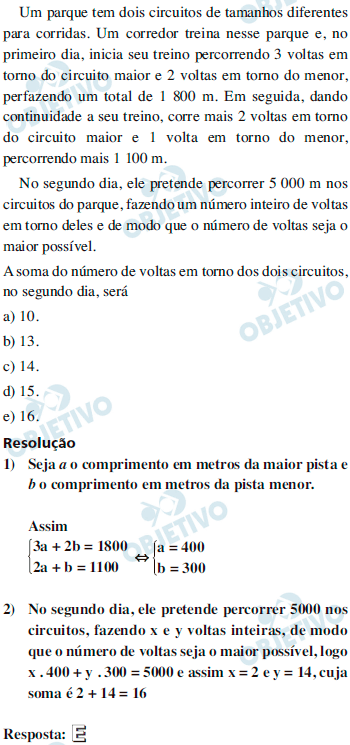 Um parque tem dois circuitos de tamanhos diferentes
para corridas. Um corredor treina nesse parque e, no
primeiro dia, inicia seu treino percorrendo 3 voltas em
torno do circuito maior e 2 voltas em torno do menor,
perfazendo um total de 1 800 m. Em seguida, dando
continuidade a seu treino, corre mais 2 voltas em torno
do circuito maior e 1 volta em torno do menor,
percorrendo mais 1 100 m.
No segundo dia, ele pretende percorrer 5 000 m nos
circuitos do parque, fazendo um número inteiro de voltas
em torno deles e de modo que o número de voltas seja o
maior possível.
A soma do número de voltas em torno dos dois circuitos,
no segundo dia, será
a) 10.
b) 13.
c) 14.
d) 15.
e) 16.
Resolução
1) Seja a o comprimento em metros da maior pista e
b o comprimento em metros da pista menor.
Assim
{3a + 2b = 1800 ⇔ {a = 400
{2a + b = 1100 {b = 300
2) No segundo dia, ele pretende percorrer 5000 nos
circuitos, fazendo x e y voltas inteiras, de modo
que o número de voltas seja o maior possível, logo
x . 400 + y . 300 = 5000 e assim x = 2 e y = 14, cuja
soma é 2 + 14 = 16
Resposta: E
OBJETIVO
OBJETIVO
OBJETIVO
OBJETIVO
OBJETIVO
OBJETIVO
OBJETIVO